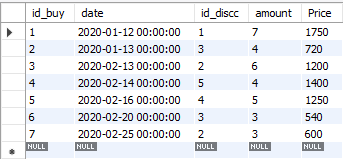 id_buy date id_discc amount Price
1 2020-01-12 00:00:00 1 7 1750
2 2020-01-13 00:00:00 3 4 720
3 2020-02-13 00:00:00 2 6 1200
4 2020-02-14 00:00:00 5 4 1400
5 2020-02-16 00:00:00 4 5 1250
6 2020-02-20 00:00:00 3 3 540
7 2020-02-25 00:00:00 2 3 600
NULL NULL NULL NULL NULL